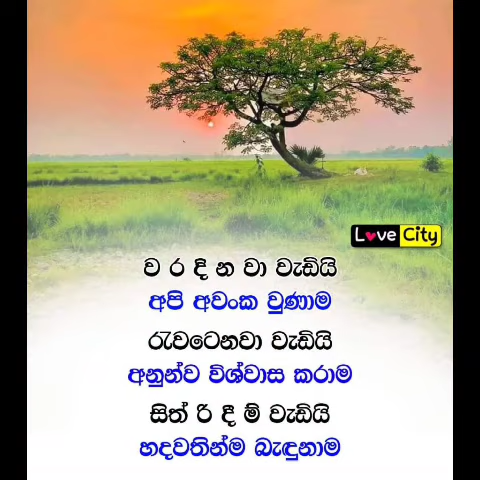 Love City
ව ර දි න වා වැඩියි
අපි අවංක වුණාම
රැවටෙනවා වැඩියි
අනුන්ව විශ්වාස කරාම
සිත් රි දී ම් වැඩියි
හදවතින්ම බැඳුනාම